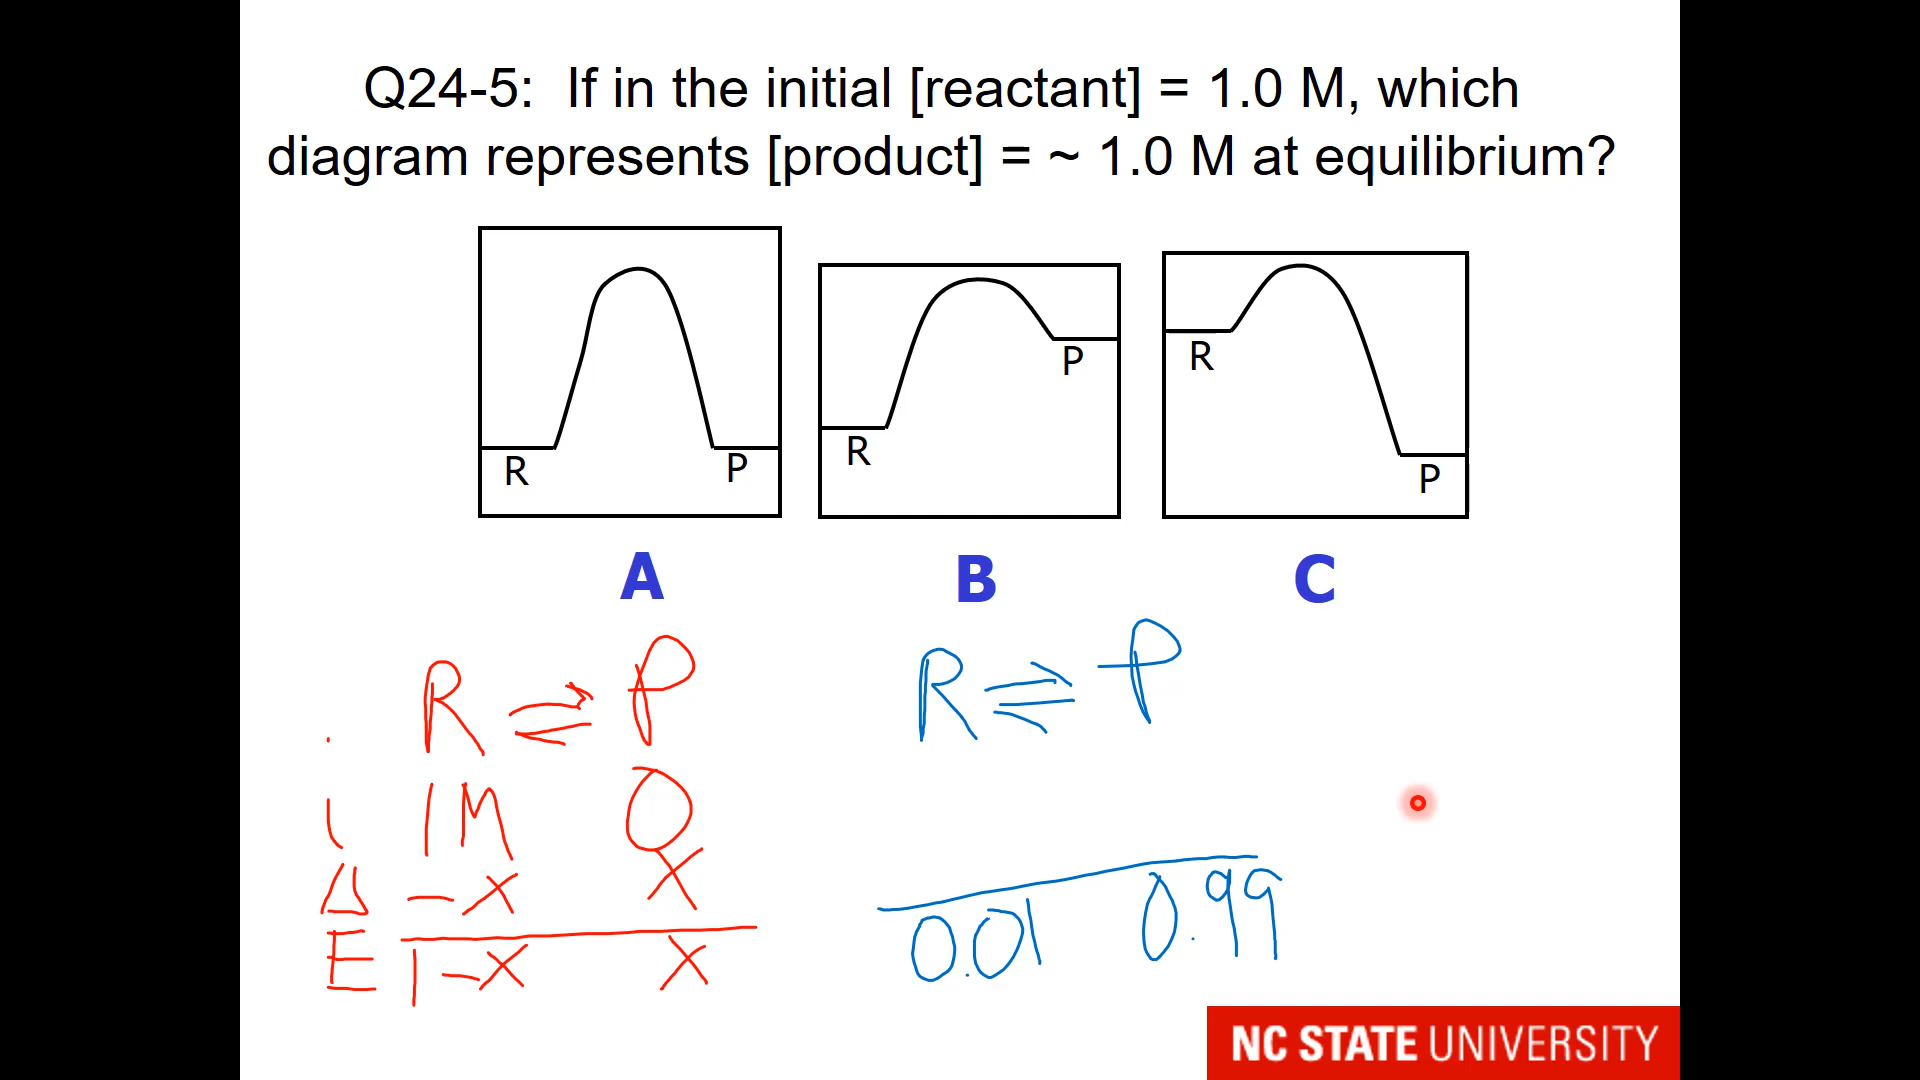 Q24-5: If in the initial [reactant] = 1.0 M, which
diagram represents [product] = ~ 1.0 M at equilibrium?
R P
R P
R P
A B C
R ⇌ P
i 1M O
Δ -x x
E 1-x x
R ⇌ P
0.01 0.99
NC STATE UNIVERSITY